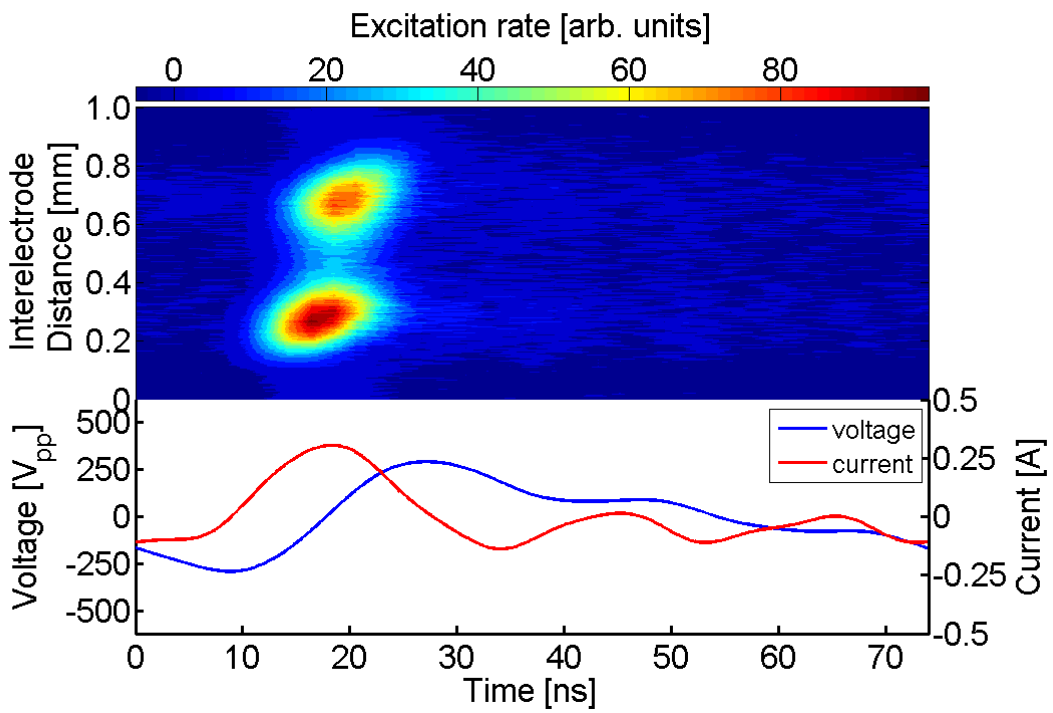 Excitation rate [arb. units]
0 20 40 60 80
Interelectrode
Distance [mm]
1.0
0.8
0.6
0.4
0.2
0
Voltage [Vpp]
500
250
0
-250
-500
voltage
current
0.5
0.25
0
-0.25
-0.5
Current [A]
0 10 20 30 40 50 60 70
Time [ns]